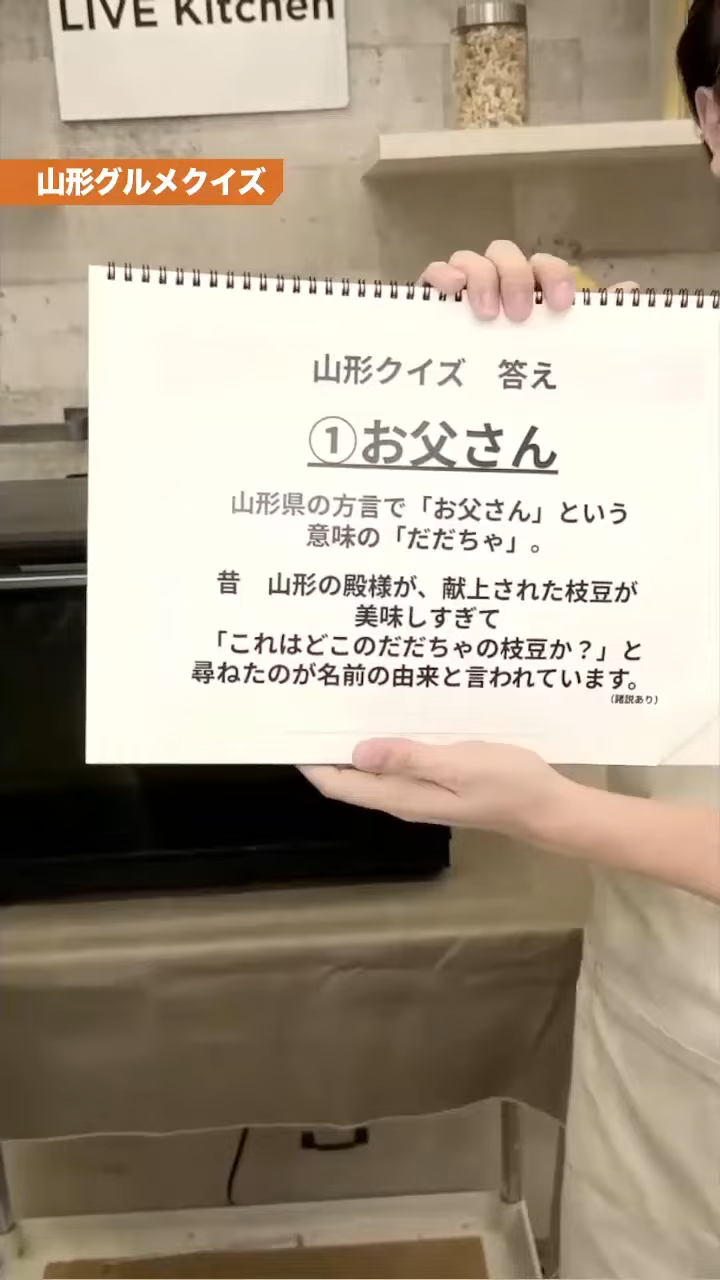 LIVE Kitchen
山形グルメクイズ
山形クイズ 答え
①お父さん
山形県の方言で「お父さん」という
意味の「だだちゃ」。
昔 山形の殿様が、献上された枝豆が
美味しすぎて
「これはどこのだだちゃの枝豆か？」と
尋ねたのが名前の由来と言われています。
（諸説あり）